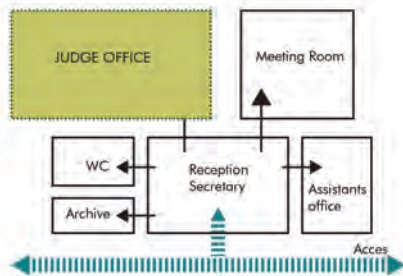 JUDGE OFFICE
Meeting Room
WC
Reception
Secretary
Assistants
office
Archive
Acces